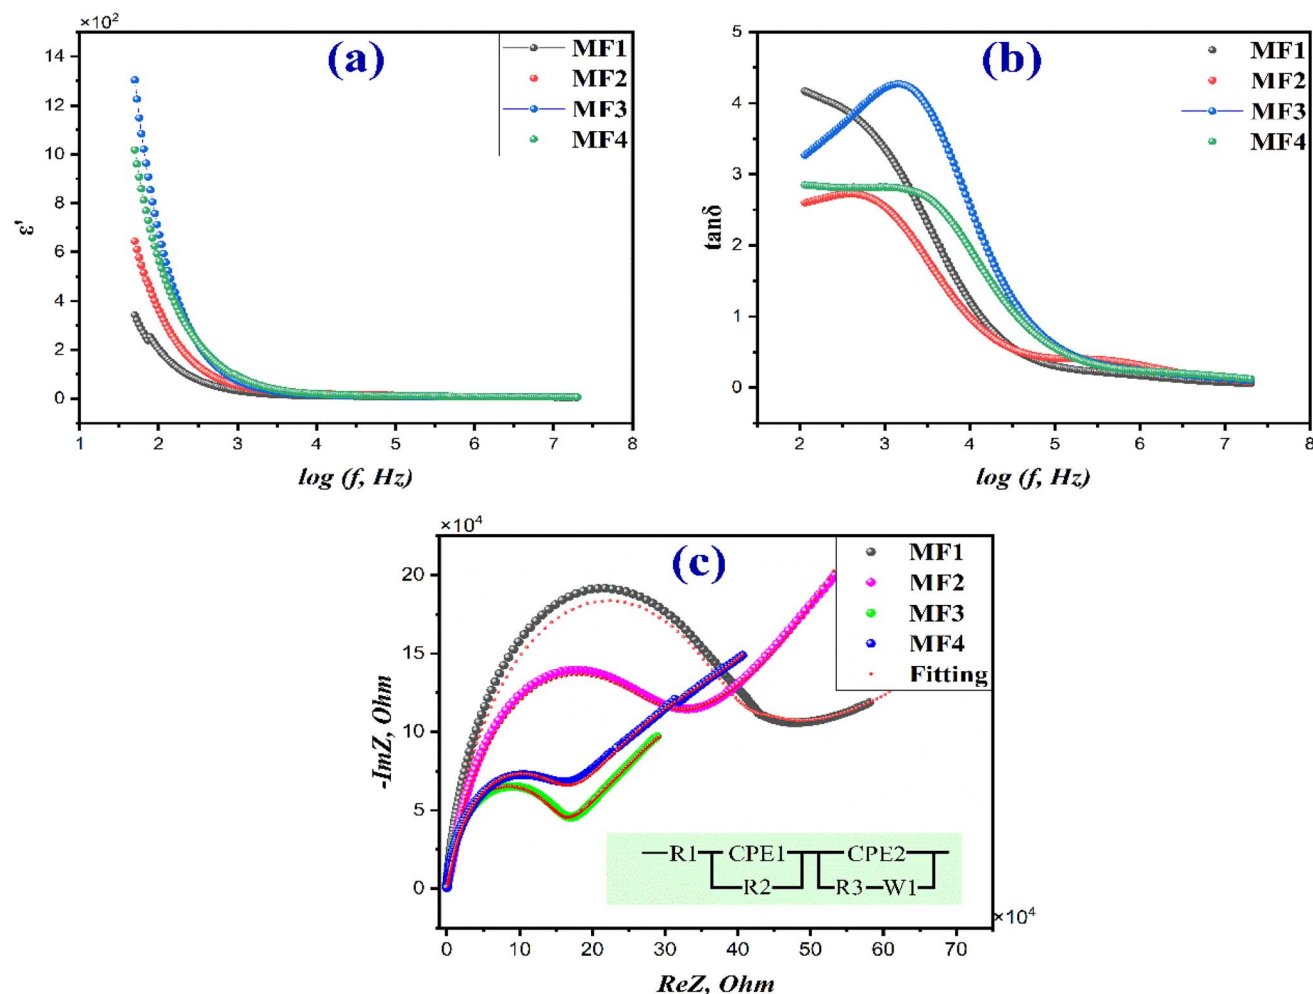 ×10²
(a)
MF1
MF2
MF3
MF4
14
12
10
8
6
4
2
0
ε'
1 2 3 4 5 6 7 8
log (f, Hz)
(b)
MF1
MF2
MF3
MF4
5
4
3
2
1
0
tanδ
2 3 4 5 6 7 8
log (f, Hz)
×10⁴
(c)
MF1
MF2
MF3
MF4
Fitting
20
15
10
5
0
-ImZ, Ohm
R1 CPE1 CPE2
R2 R3 W1
×10⁴
0 10 20 30 40 50 60 70
ReZ, Ohm